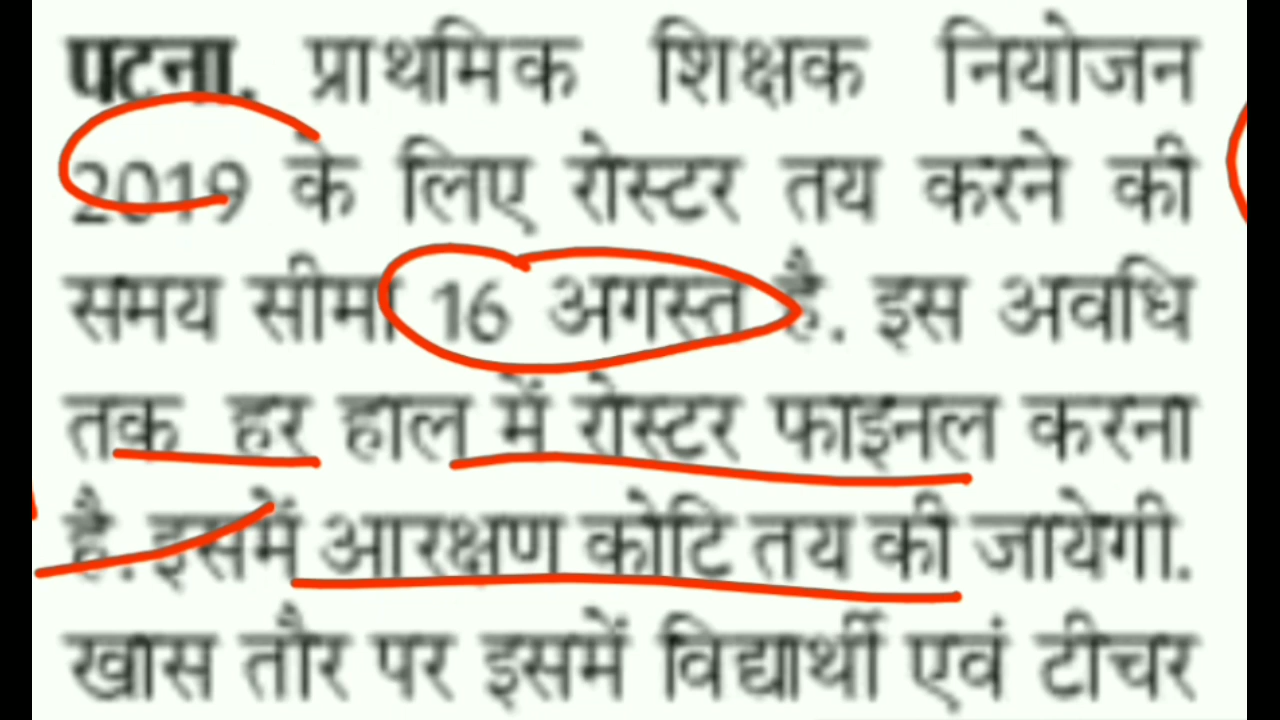 पटना. प्राथमिक शिक्षक नियोजन
2019 के लिए रोस्टर तय करने की
समय सीमा 16 अगस्त है. इस अवधि
तक हर हाल में रोस्टर फाइनल करना
है. इसमें आरक्षण कोटि तय की जायेगी.
खास तौर पर इसमें विद्यार्थी एवं टीचर